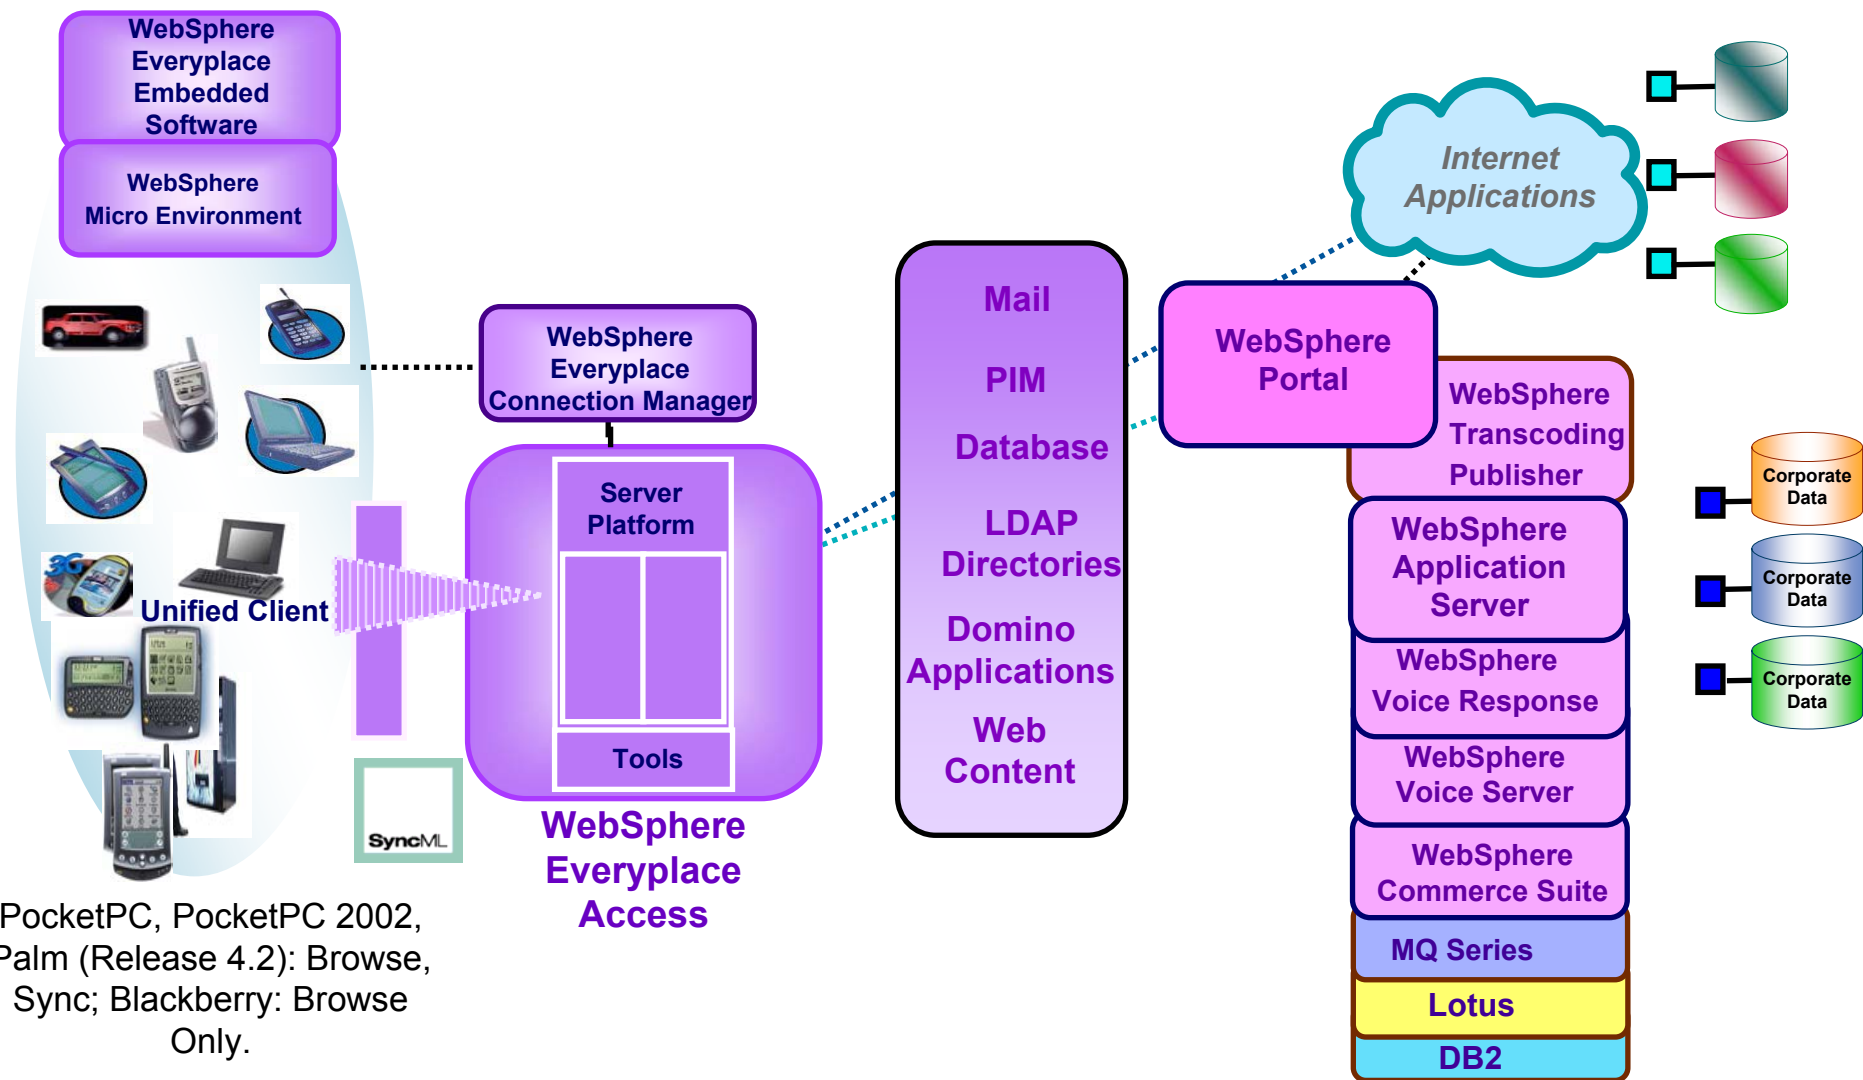 WebSphere
Everyplace
Embedded
Software
WebSphere
Micro Environment
3G
Unified Client
SyncML
PocketPC, PocketPC 2002,
Palm (Release 4.2): Browse,
Sync; Blackberry: Browse
Only.
WebSphere
Everyplace
Connection Manager
Server
Platform
Tools
WebSphere
Everyplace
Access
Mail
PIM
Database
LDAP
Directories
Domino
Applications
Web
Content
Internet
Applications
WebSphere
Portal
WebSphere
Transcoding
Publisher
WebSphere
Application
Server
WebSphere
Voice Response
WebSphere
Voice Server
WebSphere
Commerce Suite
MQ Series
Lotus
DB2
Corporate
Data
Corporate
Data
Corporate
Data